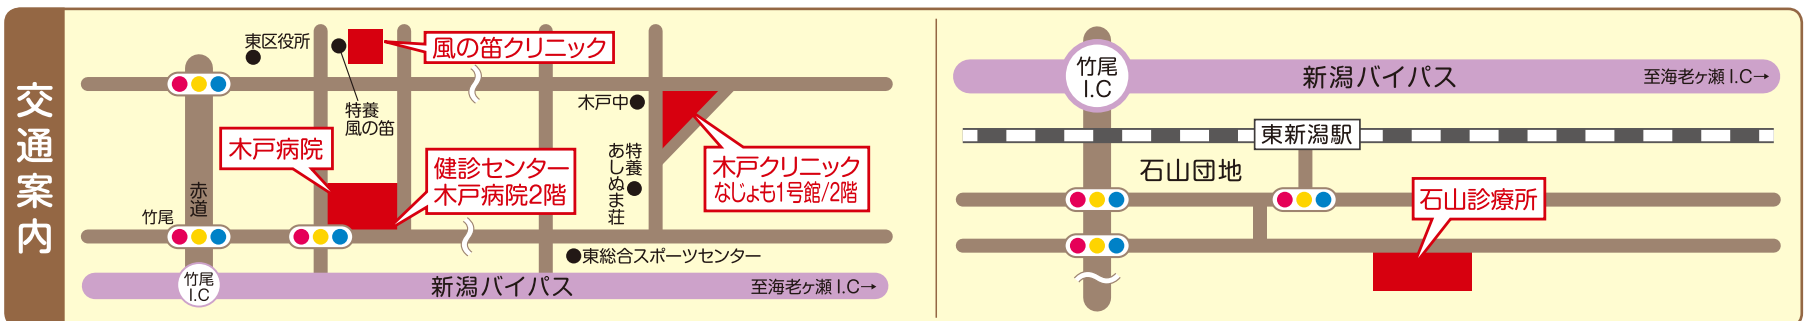 交通案内
東区役所
風の笛クリニック
特養
風の笛
木戸中
木戸病院
健診センター
木戸病院2階
特養
あしぬま荘
木戸クリニック
なじょも1号館/2階
赤道
竹尾
東総合スポーツセンター
竹尾
I.C
新潟バイパス
至海老ヶ瀬 I.C→
竹尾
I.C
新潟バイパス
至海老ヶ瀬 I.C→
東新潟駅
石山団地
石山診療所